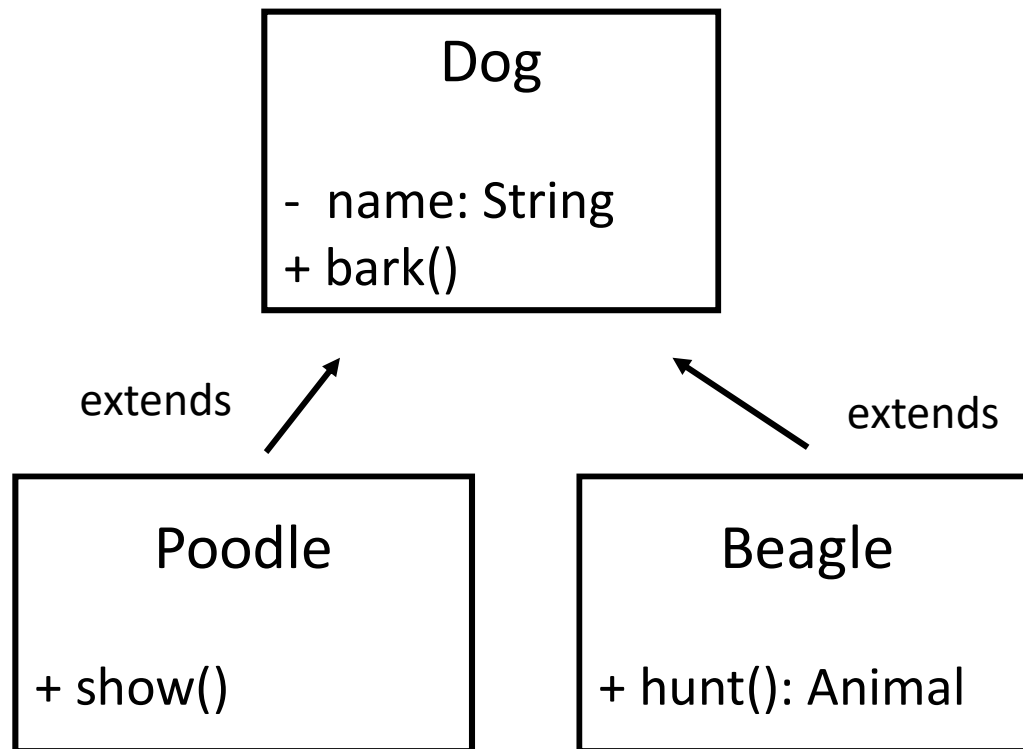 Dog
- name: String
+ bark()
extends
extends
Poodle
+ show()
Beagle
+ hunt(): Animal